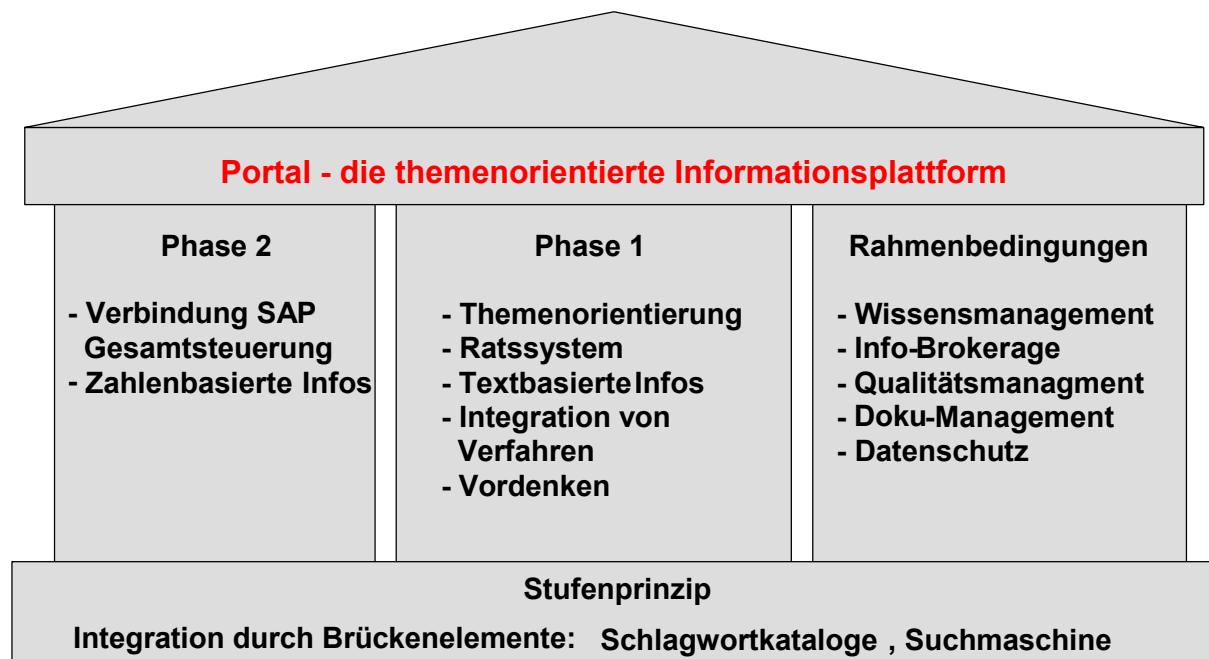 Portal - die themenorientierte Informationsplattform
Phase 2
- Verbindung SAP
Gesamtsteuerung
- Zahlenbasierte Infos
Phase 1
- Themenorientierung
- Ratssystem
- Textbasierte Infos
- Integration von
Verfahren
- Vordenken
Rahmenbedingungen
- Wissensmanagement
- Info-Brokerage
- Qualitätsmanagment
- Doku-Management
- Datenschutz
Stufenprinzip
Integration durch Brückenelemente: Schlagwortkataloge , Suchmaschine